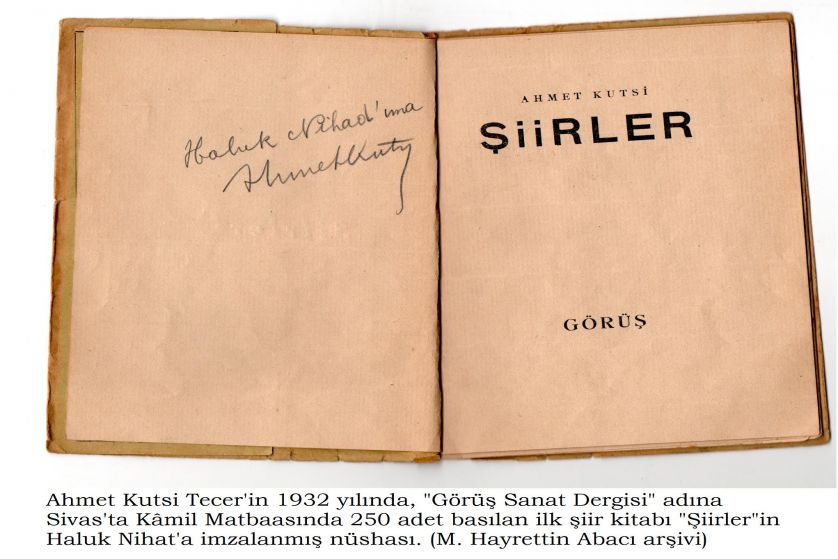 Haluk Nihad'ıma
Ahmet Kutsi
AHMET KUTSİ
ŞiiRLER
GÖRÜŞ
Ahmet Kutsi Tecer'in 1932 yılında, "Görüş Sanat Dergisi" adına
Sivas'ta Kâmil Matbaasında 250 adet basılan ilk şiir kitabı "Şiirler"in
Haluk Nihat'a imzalanmış nüshası. (M. Hayrettin Abacı arşivi)